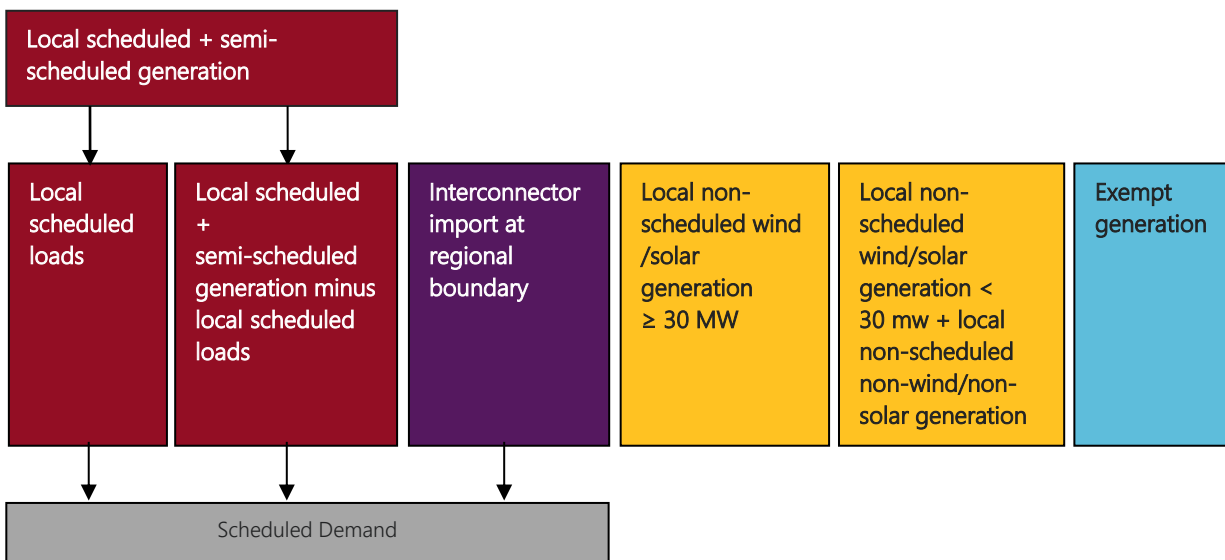 Local scheduled + semi-
scheduled generation
Local
scheduled
loads
Local scheduled
+
semi-scheduled
generation minus
local scheduled
loads
Interconnector
import at
regional
boundary
Local non-
scheduled wind
/solar
generation
≥ 30 MW
Local non-
scheduled
wind/solar
generation <
30 mw + local
non-scheduled
non-wind/non-
solar generation
Exempt
generation
Scheduled Demand